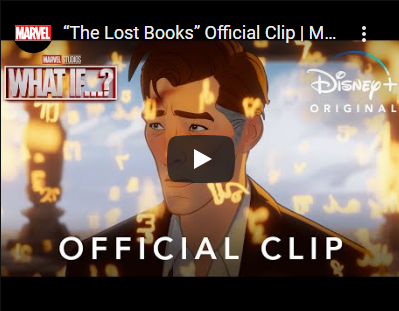 MARVEL
“The Lost Books” Official Clip | M...
MARVEL STUDIOS
WHAT IF...?
Disney+
ORIGINAL
OFFICIAL CLIP